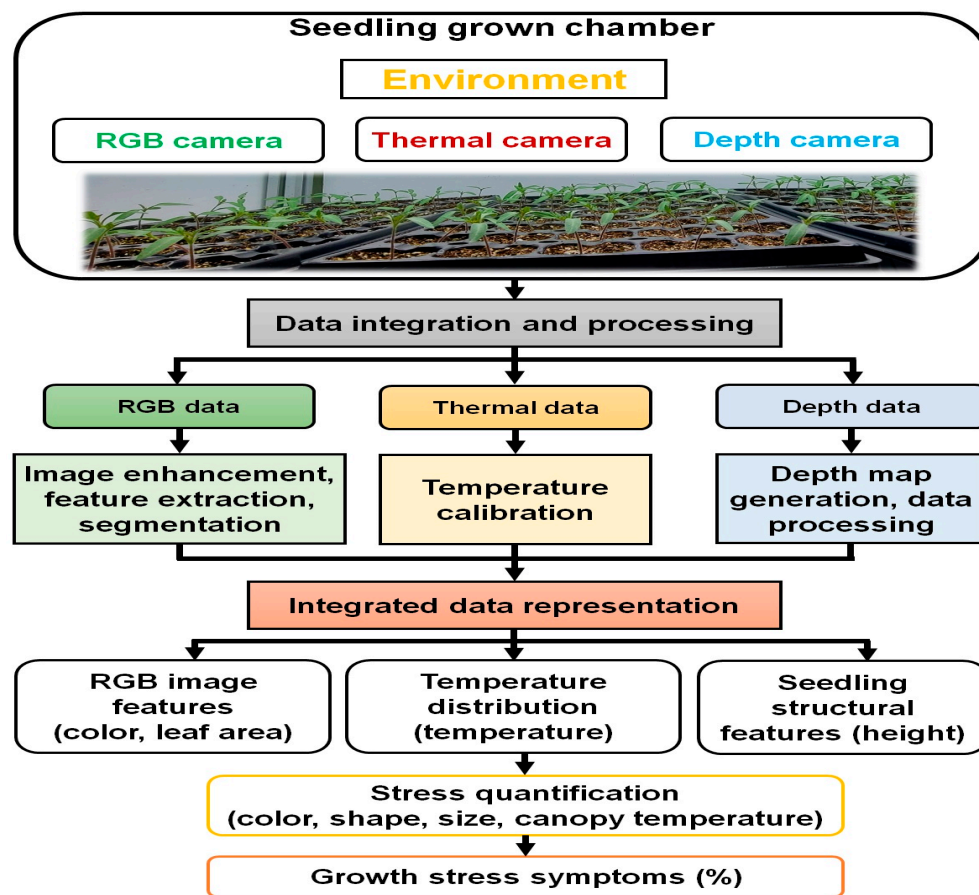 Seedling grown chamber
Environment
RGB camera
Thermal camera
Depth camera
Data integration and processing
RGB data
Thermal data
Depth data
Image enhancement,
feature extraction,
segmentation
Temperature
calibration
Depth map
generation, data
processing
Integrated data representation
RGB image
features
(color, leaf area)
Temperature
distribution
(temperature)
Seedling
structural
features (height)
Stress quantification
(color, shape, size, canopy temperature)
Growth stress symptoms (%)